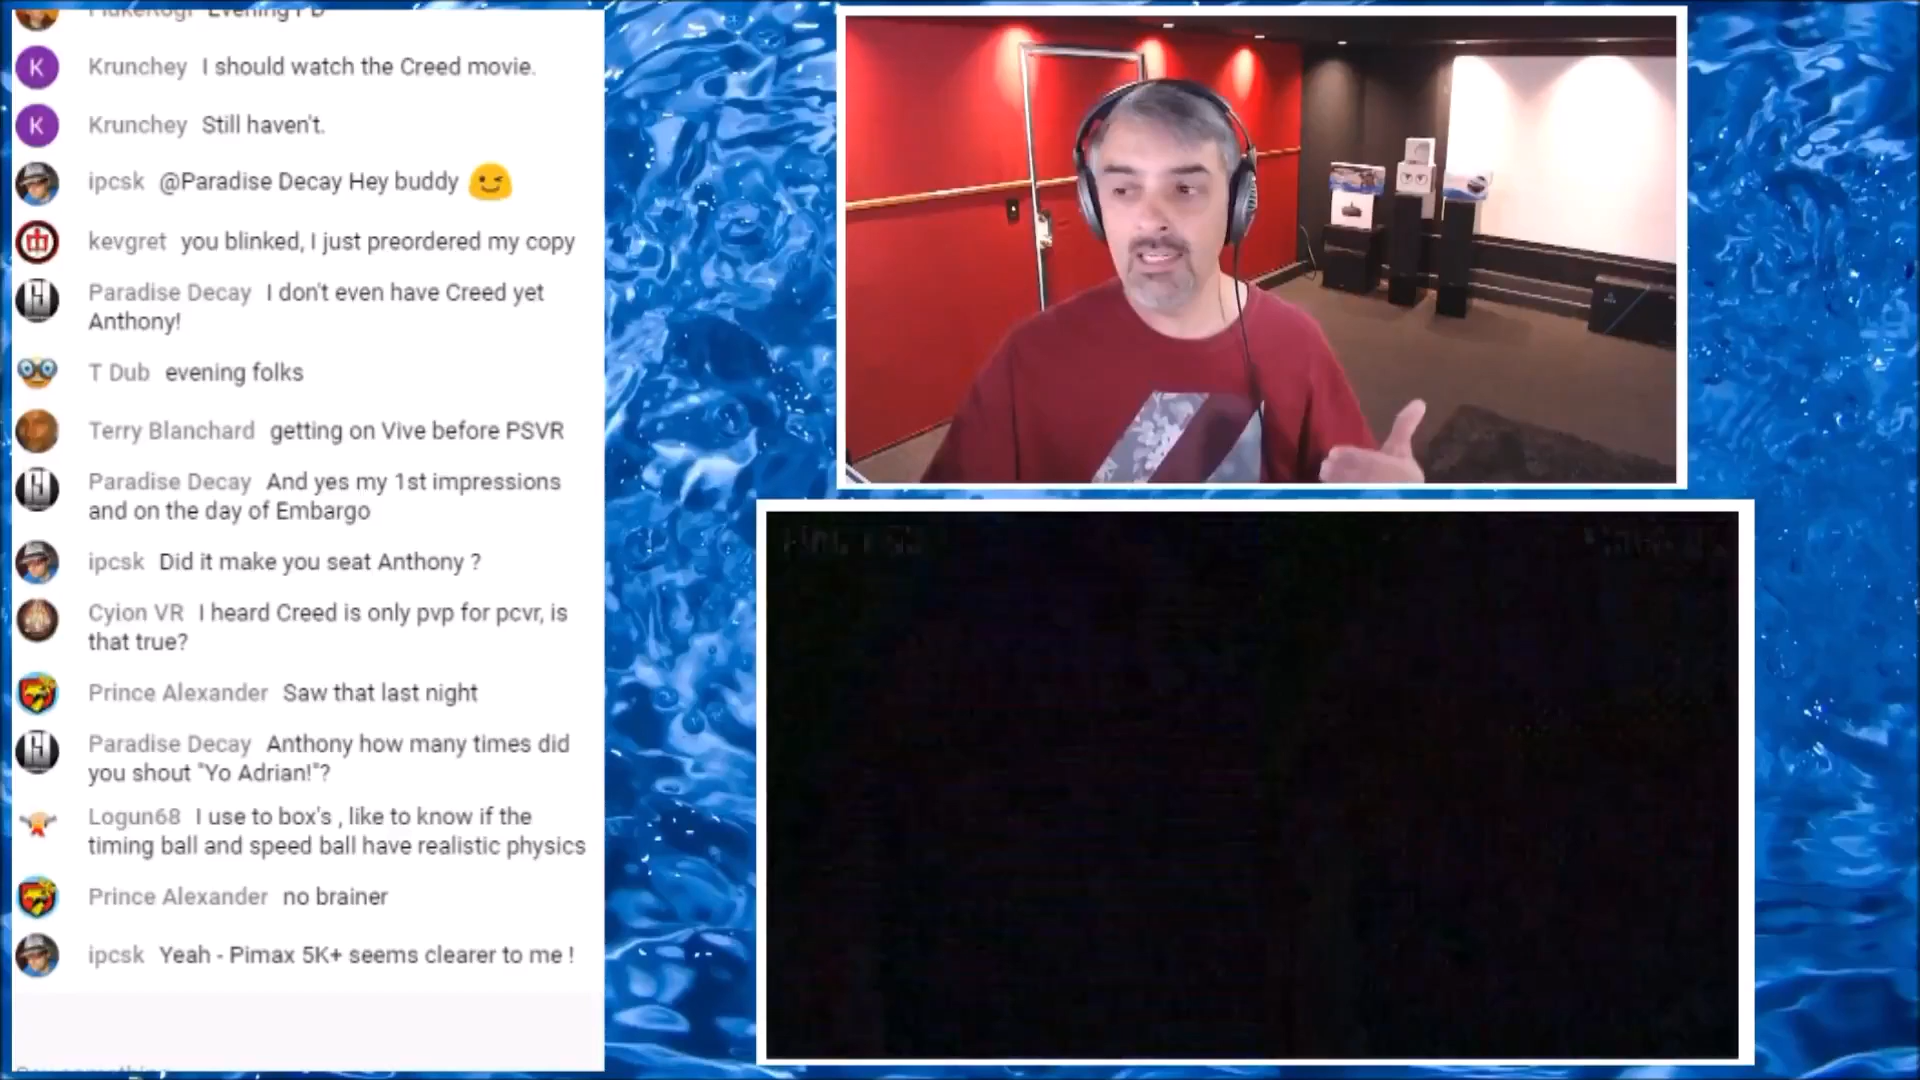 Evening PD
K Krunchey I should watch the Creed movie.
K Krunchey Still haven't.
ipcsk @Paradise Decay Hey buddy
kevgret you blinked, I just preordered my copy
Paradise Decay I don't even have Creed yet
Anthony!
T Dub evening folks
Terry Blanchard getting on Vive before PSVR
Paradise Decay And yes my 1st impressions
and on the day of Embargo
ipcsk Did it make you seat Anthony ?
Cyion VR I heard Creed is only pvp for pcvr, is
that true?
Prince Alexander Saw that last night
Paradise Decay Anthony how many times did
you shout "Yo Adrian!"?
Logun68 I use to box's , like to know if the
timing ball and speed ball have realistic physics
Prince Alexander no brainer
ipcsk Yeah - Pimax 5K+ seems clearer to me !